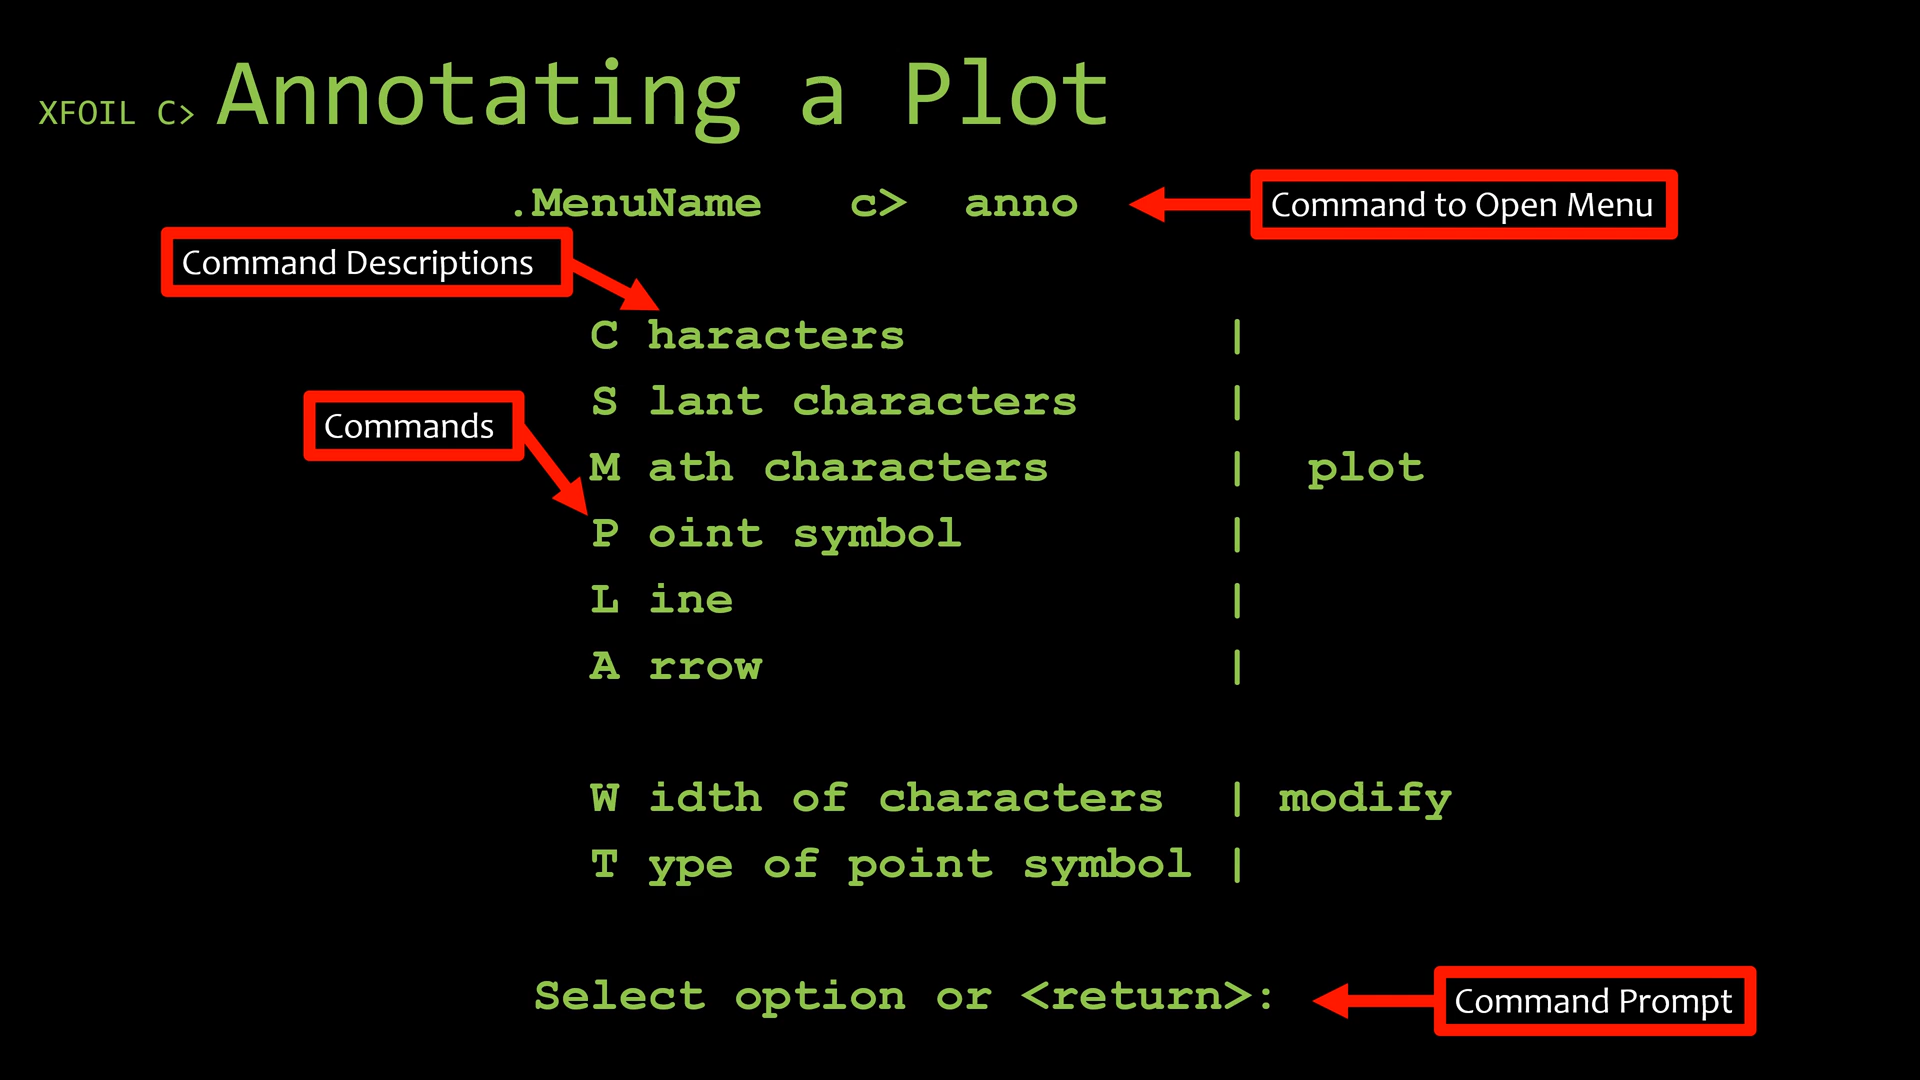 XFOIL C> Annotating a Plot
.MenuName c> anno
Command to Open Menu
Command Descriptions
C haracters |
S lant characters |
Commands
M ath characters | plot
P oint symbol |
L ine |
A rrow |
W idth of characters | modify
T ype of point symbol |
Select option or <return>:
Command Prompt